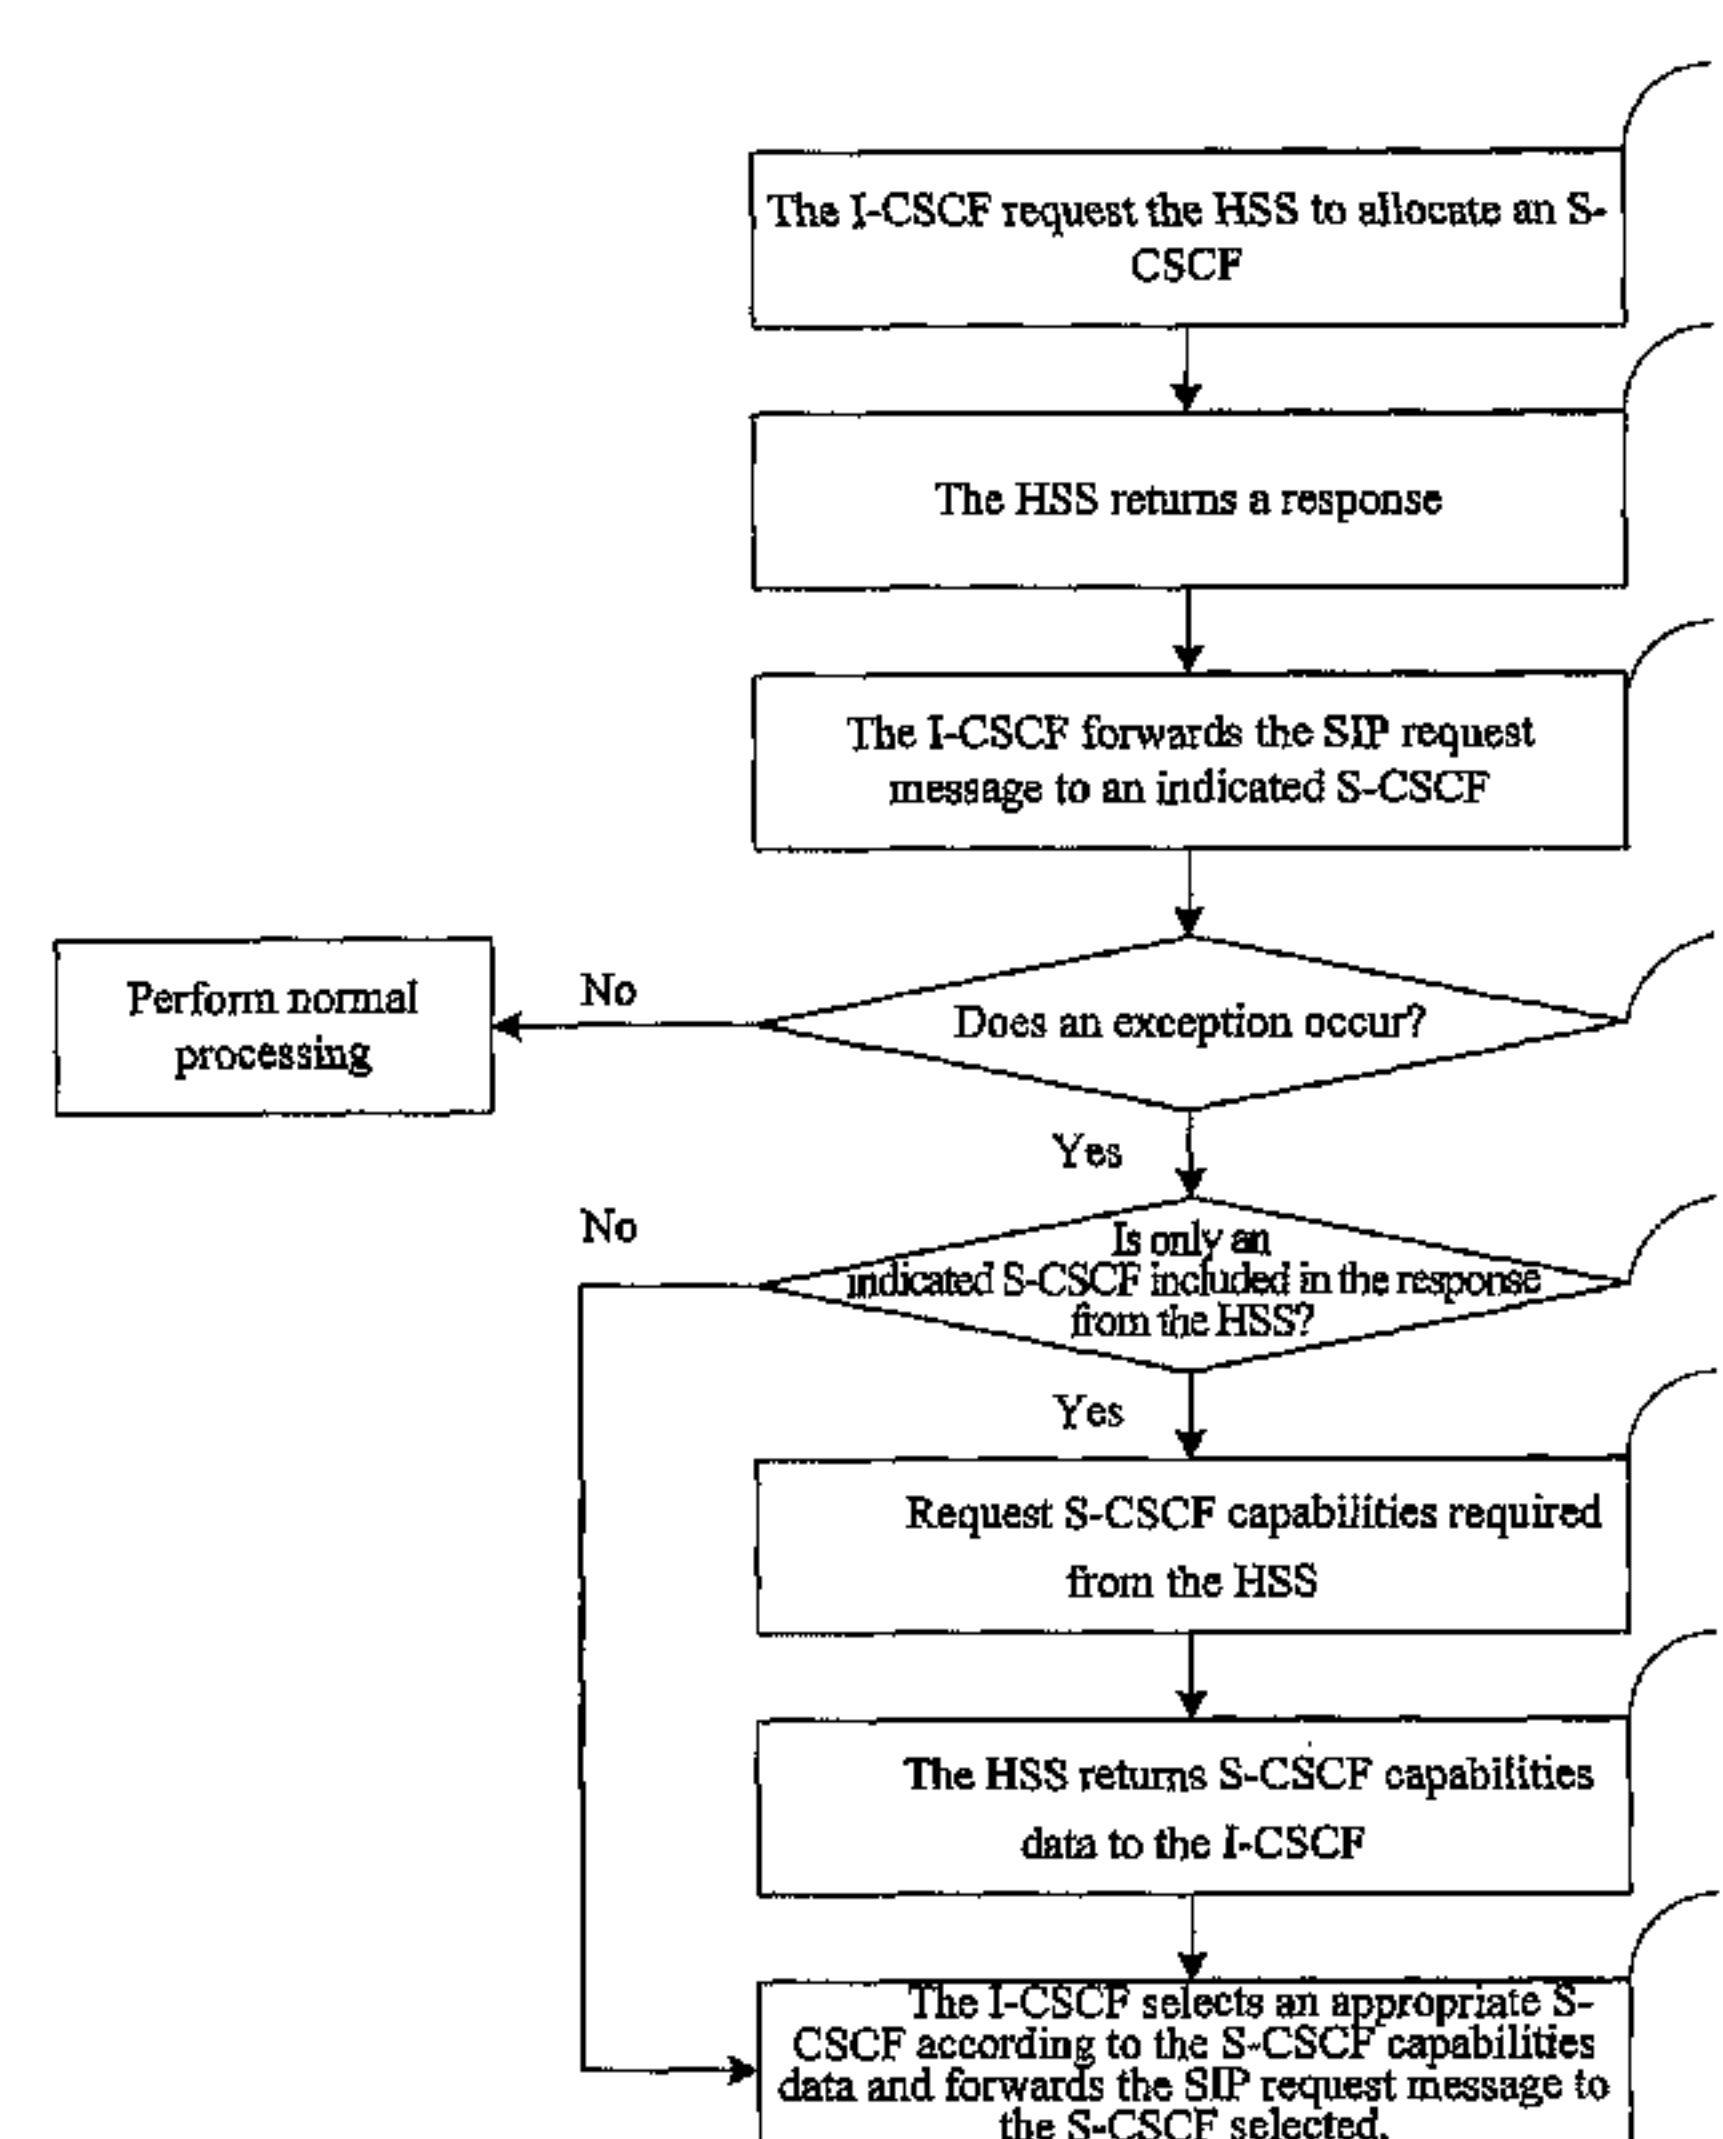 The I-CSCF request the HSS to allocate an S-
CSCF
The HSS returns a response
The I-CSCF forwards the SIP request
message to an indicated S-CSCF
Perform normal
processing
No
Does an exception occur?
Yes
No
Is only an
indicated S-CSCF included in the response
from the HSS?
Yes
Request S-CSCF capabilities required
from the HSS
The HSS returns S-CSCF capabilities
data to the I-CSCF
The I-CSCF selects an appropriate S-
CSCF according to the S-CSCF capabilities
data and forwards the SIP request message to
the S-CSCF selected.